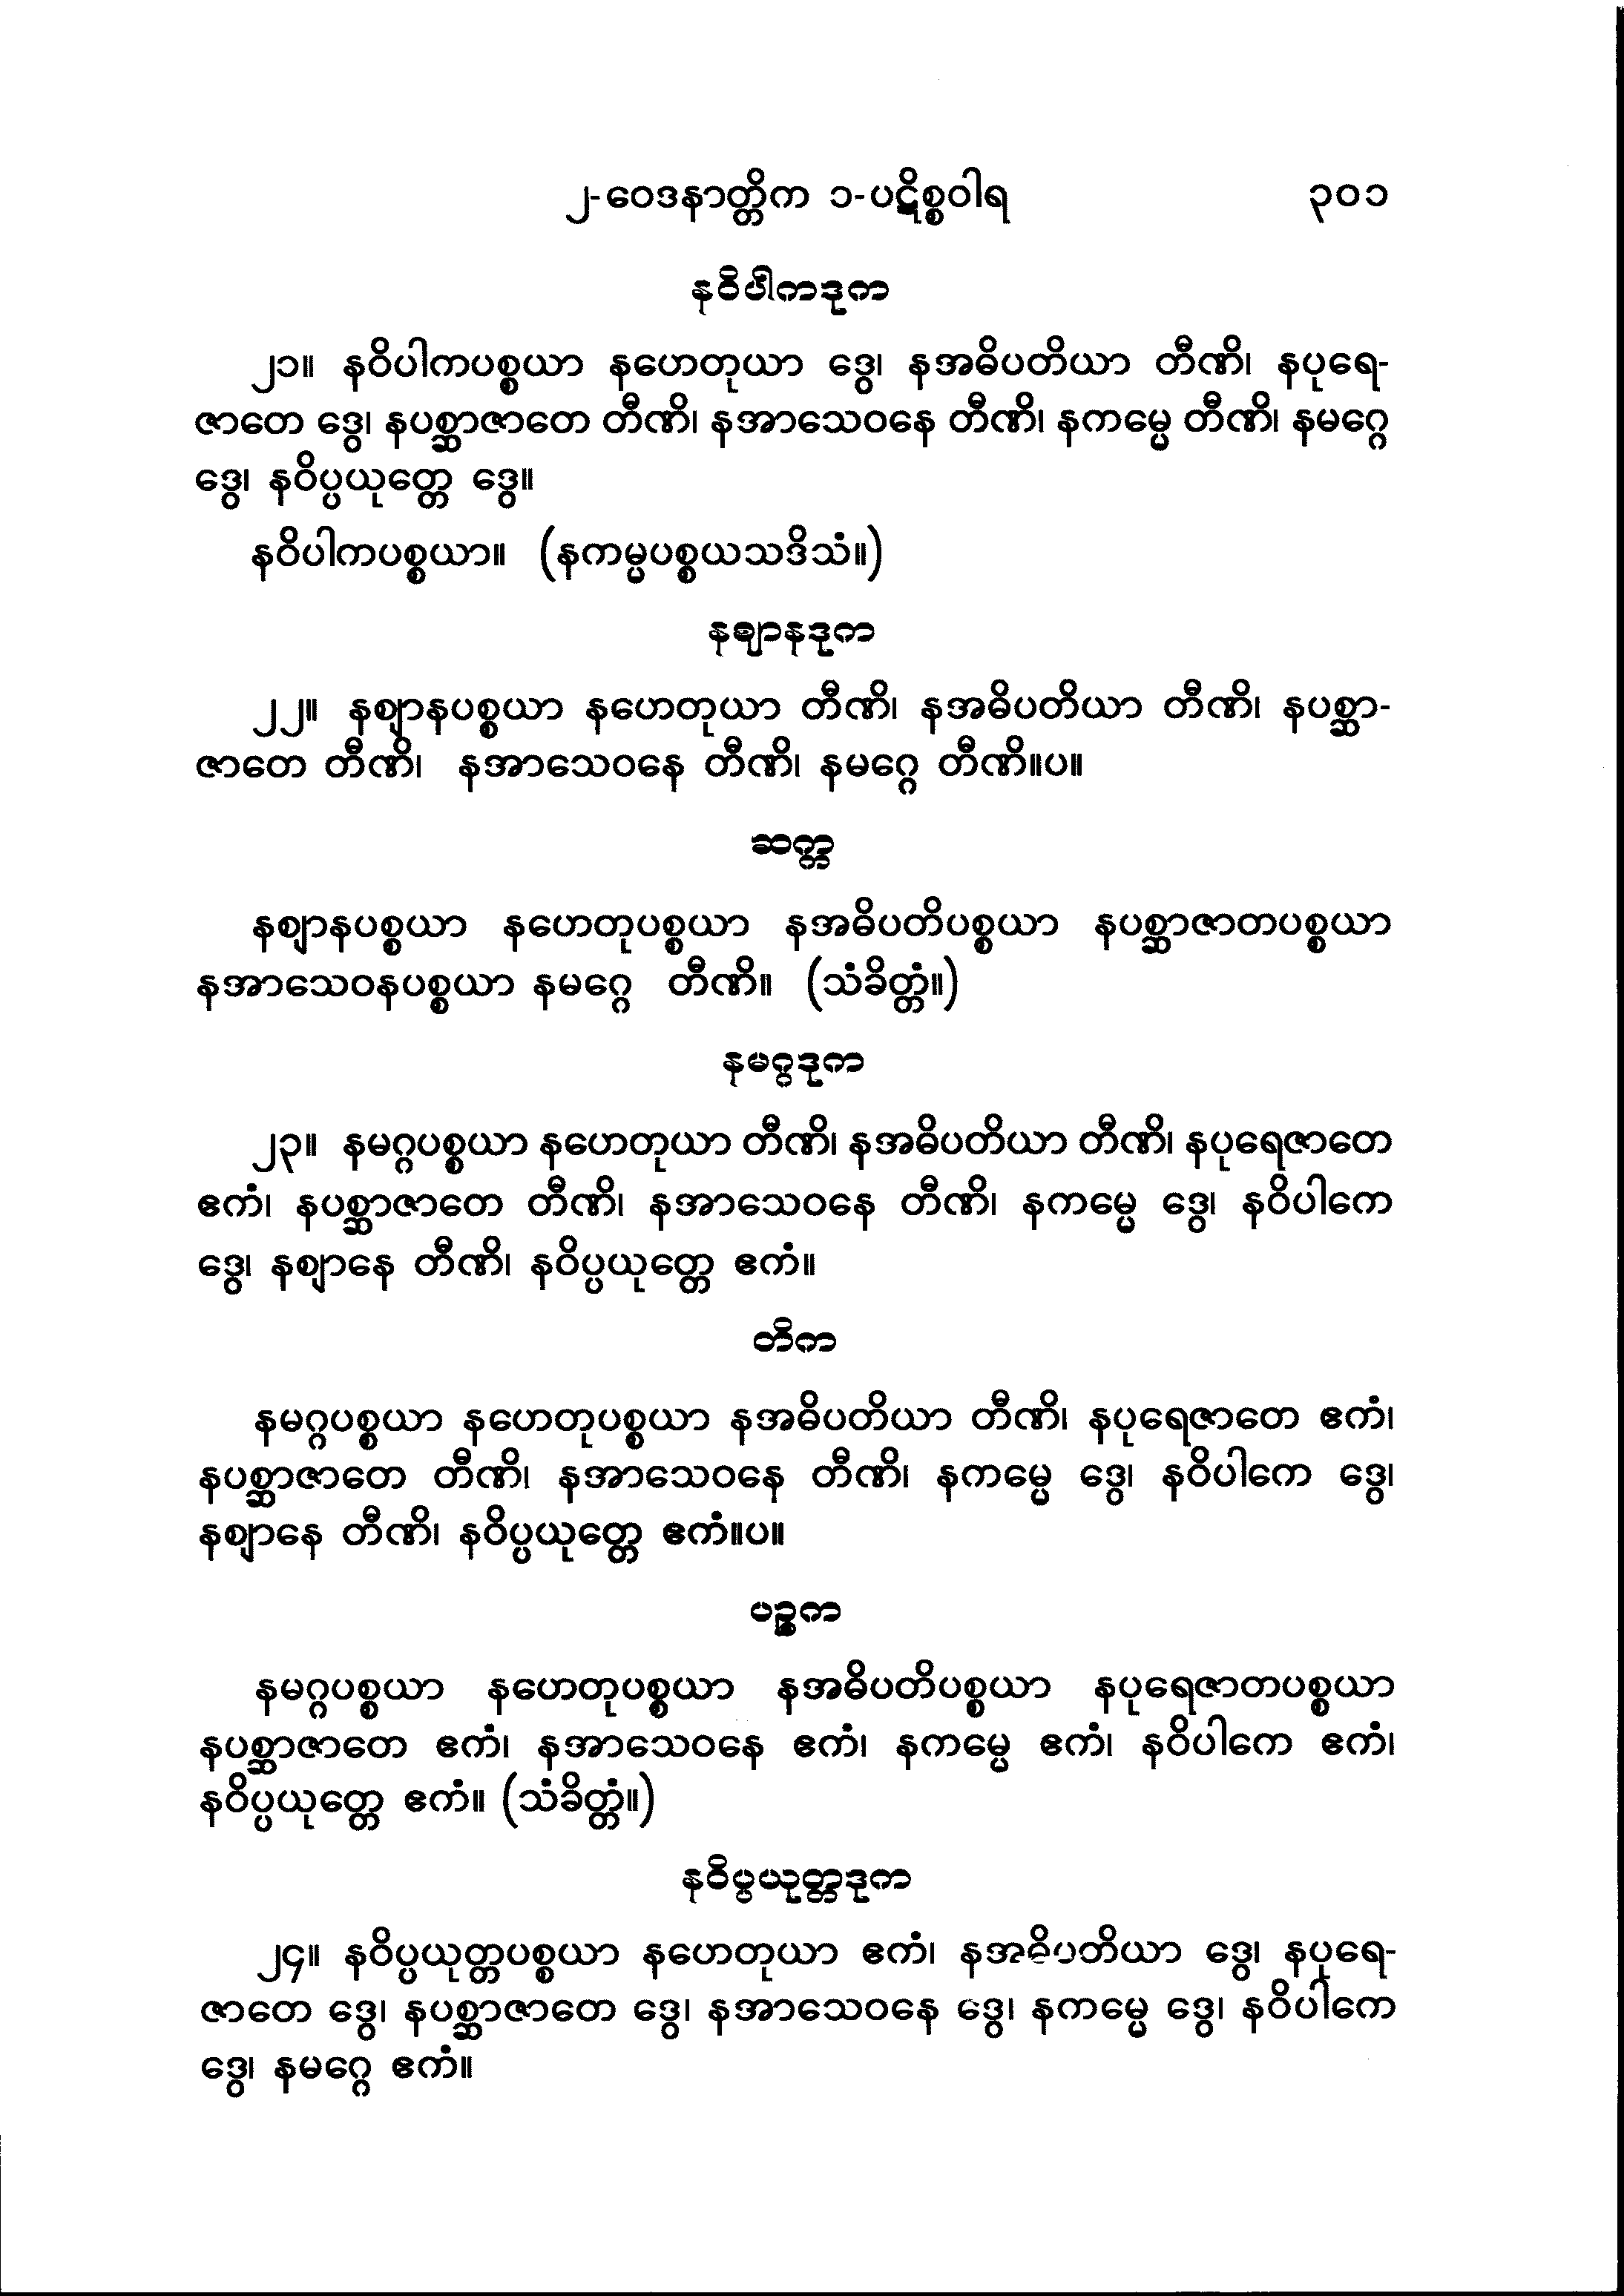 ၂-ဝေဒနာတ္တိက ၁-ပဋိစ္စဝါရ ၃၀၁
နဝိပါကဒုက
၂၁။ နဝိပါကပစ္စယာ နဟေတုယာ ဒွေ၊ နအဓိပတိယာ တီဏိ၊ နပုရေ-
ဇာတေ ဒွေ၊ နပစ္ဆာဇာတေ တီဏိ၊ နအာသေဝနေ တီဏိ၊ နကမ္မေ တီဏိ၊ နမဂ္ဂေ
ဒွေ၊ နဝိပ္ပယုတ္တေ ဒွေ။
နဝိပါကပစ္စယာ။ (နကမ္မပစ္စယသဒိသံ။)
နဈာနဒုက
၂၂။ နဈာနပစ္စယာ နဟေတုယာ တီဏိ၊ နအဓိပတိယာ တီဏိ၊ နပစ္ဆာ-
ဇာတေ တီဏိ၊ နအာသေဝနေ တီဏိ၊ နမဂ္ဂေ တီဏိ။ပ။
ဆက္က
နဈာနပစ္စယာ နဟေတုပစ္စယာ နအဓိပတိပစ္စယာ နပစ္ဆာဇာတပစ္စယာ
နအာသေဝနပစ္စယာ နမဂ္ဂေ တီဏိ။ (သံခိတ္တံ။)
နမဂ္ဂဒုက
၂၃။ နမဂ္ဂပစ္စယာ နဟေတုယာ တီဏိ၊ နအဓိပတိယာ တီဏိ၊ နပုရေဇာတေ
ဧကံ၊ နပစ္ဆာဇာတေ တီဏိ၊ နအာသေဝနေ တီဏိ၊ နကမ္မေ ဒွေ၊ နဝိပါကေ
ဒွေ၊ နဈာနေ တီဏိ၊ နဝိပ္ပယုတ္တေ ဧကံ။
တိက
နမဂ္ဂပစ္စယာ နဟေတုပစ္စယာ နအဓိပတိယာ တီဏိ၊ နပုရေဇာတေ ဧကံ၊
နပစ္ဆာဇာတေ တီဏိ၊ နအာသေဝနေ တီဏိ၊ နကမ္မေ ဒွေ၊ နဝိပါကေ ဒွေ၊
နဈာနေ တီဏိ၊ နဝိပ္ပယုတ္တေ ဧကံ။ပ။
ပဉ္စက
နမဂ္ဂပစ္စယာ နဟေတုပစ္စယာ နအဓိပတိပစ္စယာ နပုရေဇာတပစ္စယာ
နပစ္ဆာဇာတေ ဧကံ၊ နအာသေဝနေ ဧကံ၊ နကမ္မေ ဧကံ၊ နဝိပါကေ ဧကံ၊
နဝိပ္ပယုတ္တေ ဧကံ။ (သံခိတ္တံ။)
နဝိပ္ပယုတ္တဒုက
၂၄။ နဝိပ္ပယုတ္တပစ္စယာ နဟေတုယာ ဧကံ၊ နအဓိပတိယာ ဒွေ၊ နပုရေ-
ဇာတေ ဒွေ၊ နပစ္ဆာဇာတေ ဒွေ၊ နအာသေဝနေ ဒွေ၊ နကမ္မေ ဒွေ၊ နဝိပါကေ
ဒွေ၊ နမဂ္ဂေ ဧကံ။